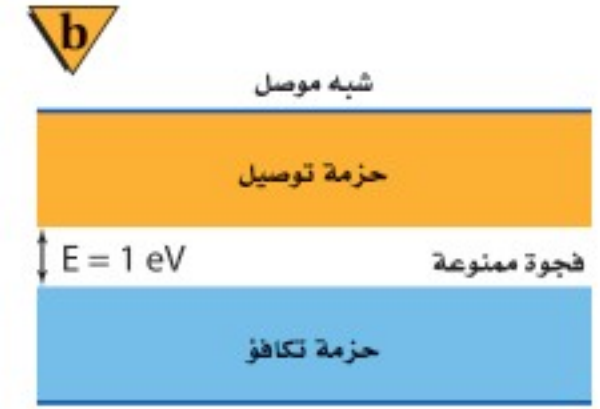 b
شبه موصل
حزمة توصيل
E = 1 eV
فجوة ممنوعة
حزمة تكافؤ